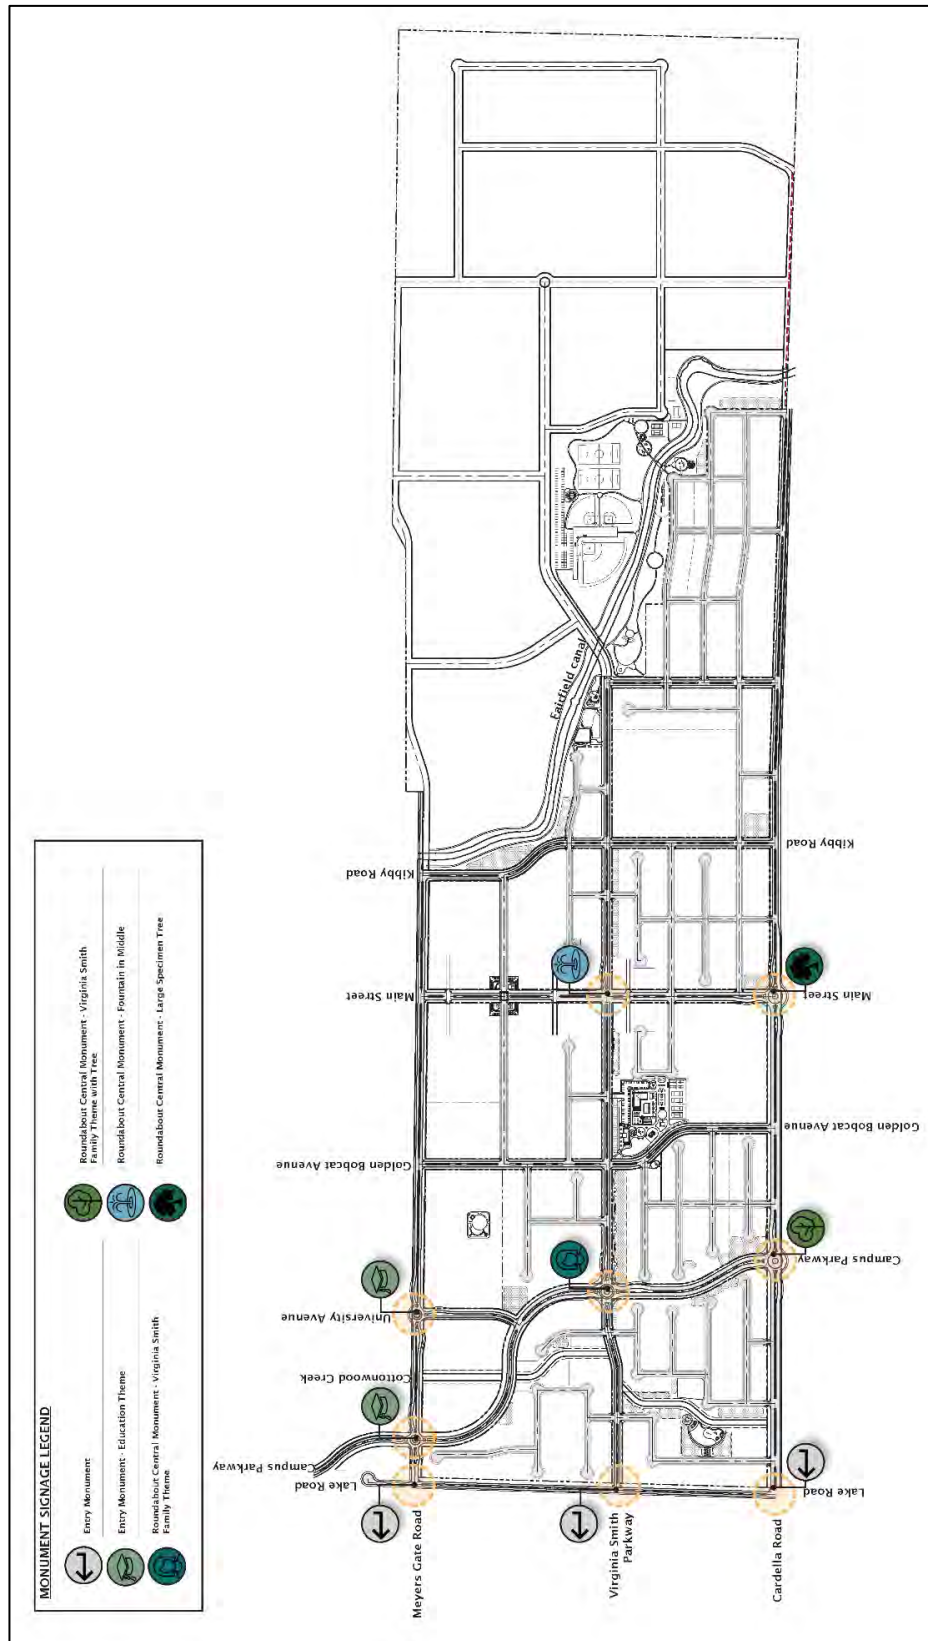 MONUMENT SIGNAGE LEGEND
Entry Monument
Entry Monument - Education Theme
Roundabout Central Monument - Virginia Smith
Family Theme
Roundabout Central Monument - Virginia Smith
Family Theme with Tree
Roundabout Central Monument - Fountain in Middle
Roundabout Central Monument - Large Specimen Tree
Fairfield canal
Kibby Road
Kibby Road
Main Street
Main Street
Golden Bobcat Avenue
Golden Bobcat Avenue
University Avenue
Campus Parkway
Cottonwood Creek
Campus Parkway
Lake Road
Lake Road
Meyers Gate Road
Virginia Smith
Parkway
Cardella Road